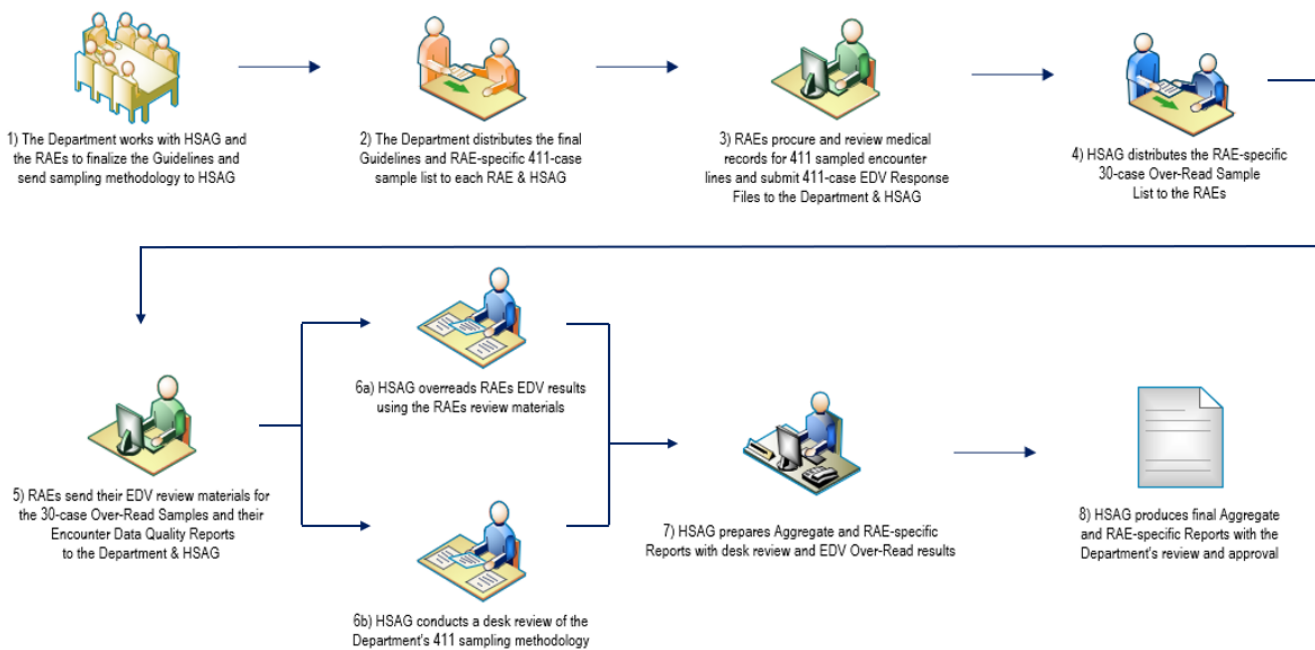 1) The Department works with HSAG and
the RAEs to finalize the Guidelines and
send sampling methodology to HSAG
2) The Department distributes the final
Guidelines and RAE-specific 411-case
sample list to each RAE & HSAG
3) RAEs procure and review medical
records for 411 sampled encounter
lines and submit 411-case EDV Response
Files to the Department & HSAG
4) HSAG distributes the RAE-specific
30-case Over-Read Sample
List to the RAEs
5) RAEs send their EDV review materials for
the 30-case Over-Read Samples and their
Encounter Data Quality Reports
to the Department & HSAG
6a) HSAG overreads RAEs EDV results
using the RAEs review materials
6b) HSAG conducts a desk review of the
Department's 411 sampling methodology
7) HSAG prepares Aggregate and RAE-specific
Reports with desk review and EDV Over-Read results
8) HSAG produces final Aggregate
and RAE-specific Reports with the
Department's review and approval